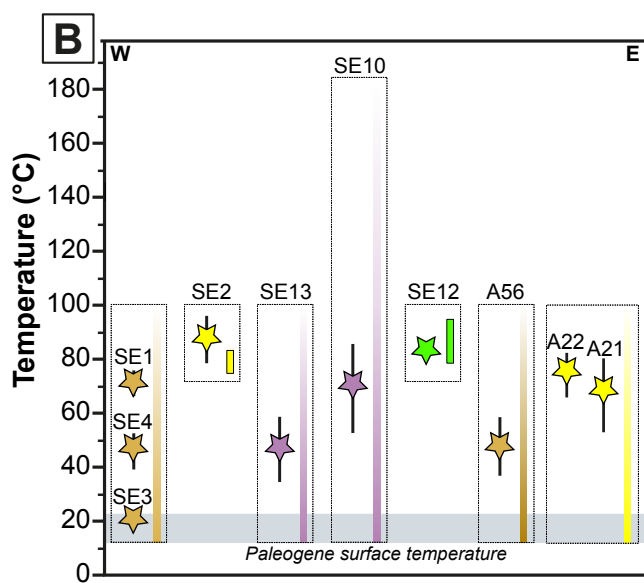 B
W
E
Temperature (°C)
180
160
140
120
100
80
60
40
20
0
SE10
SE2
SE13
SE12
A56
A22
A21
SE1
SE4
SE3
Paleogene surface temperature